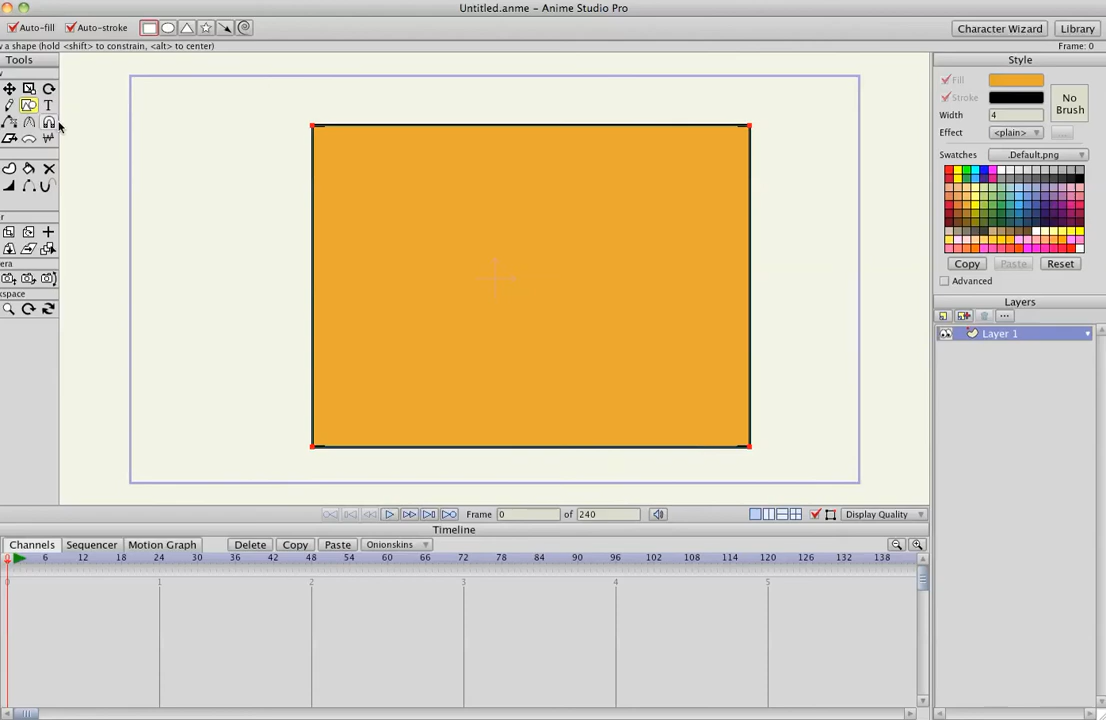 Untitled.anme – Anime Studio Pro
Auto-fill Auto-stroke Character Wizard Library
w a shape (hold <shift> to constrain, <alt> to center) Frame: 0
Tools
w
T
r
era
kspace
Style
Fill
Stroke
No Brush
Width 4
Effect <plain> ...
Swatches .Default.png
Copy Paste Reset
Advanced
Layers
...
Layer 1
Frame 0 of 240 Display Quality
Timeline
Channels Sequencer Motion Graph Delete Copy Paste Onionskins
0 6 12 18 24 30 36 42 48 54 60 66 72 78 84 90 96 102 108 114 120 126 132 138
0 1 2 3 4 5